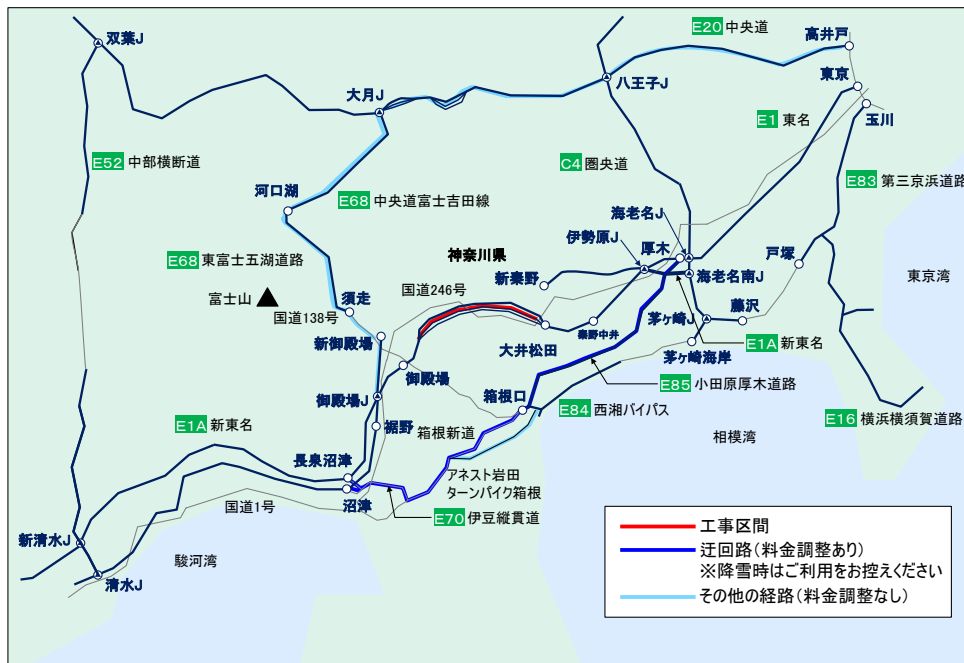 E20 中央道
高井戸
双葉J
八王子J
東京
大月J
玉川
E1 東名
E52 中部横断道
C4 圏央道
E83 第三京浜道路
河口湖
E68 中央道富士吉田線
海老名J
伊勢原J
厚木
神奈川県
戸塚
E68 東富士五湖道路
新秦野
海老名南J
東京湾
国道246号
富士山
須走
国道138号
茅ヶ崎J
藤沢
新御殿場
大井松田
秦野中井
茅ヶ崎海岸
E1A 新東名
御殿場
E85 小田原厚木道路
御殿場J
箱根口
E84 西湘バイパス
E16 横浜横須賀道路
E1A 新東名
裾野
箱根新道
相模湾
長泉沼津
アネスト岩田
ターンパイク箱根
国道1号
沼津
E70 伊豆縦貫道
新清水J
駿河湾
清水J
工事区間
迂回路(料金調整あり)
※降雪時はご利用をお控えください
その他の経路(料金調整なし)